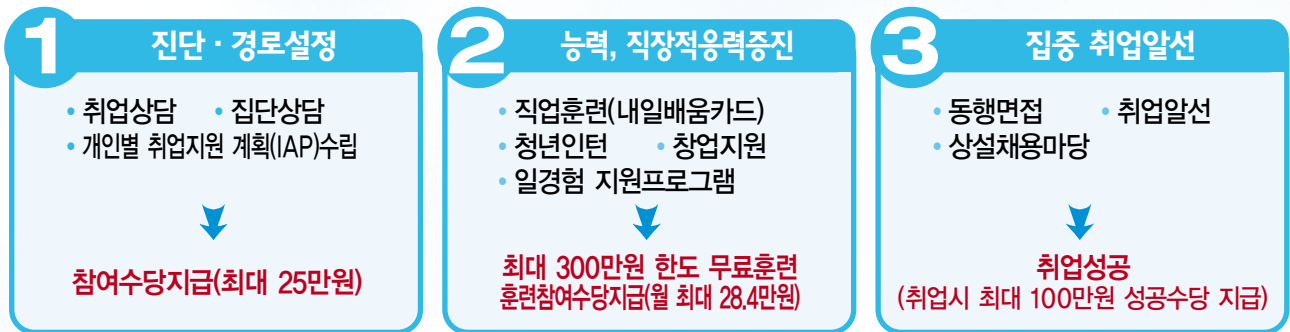 1 진단 · 경로설정
• 취업상담 • 집단상담
• 개인별 취업지원 계획(IAP)수립
참여수당지급(최대 25만원)
2 능력, 직장적응력증진
• 직업훈련(내일배움카드)
• 청년인턴 • 창업지원
• 일경험 지원프로그램
최대 300만원 한도 무료훈련
훈련참여수당지급(월 최대 28.4만원)
3 집중 취업알선
• 동행면접 • 취업알선
• 상설채용마당
취업성공
(취업시 최대 100만원 성공수당 지급)